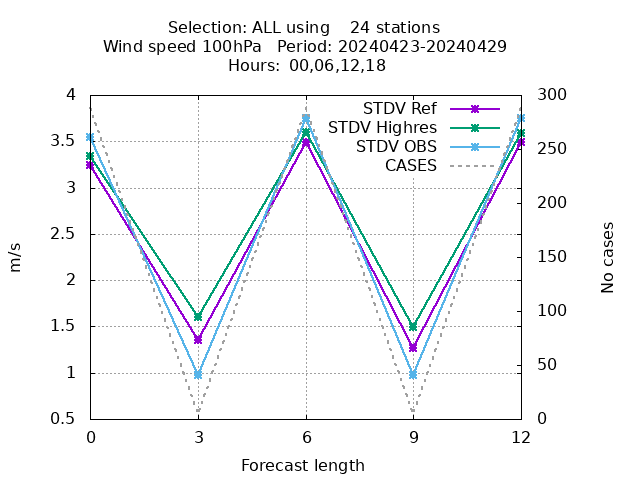 Selection: ALL using    24 stations
Wind speed 100hPa   Period: 20240423-20240429
Hours:  00,06,12,18
STDV Ref
STDV Highres
STDV OBS
CASES
4
3.5
3
2.5
2
1.5
1
0.5
300
250
200
150
100
50
0
m/s
No cases
0
3
6
9
12
Forecast length